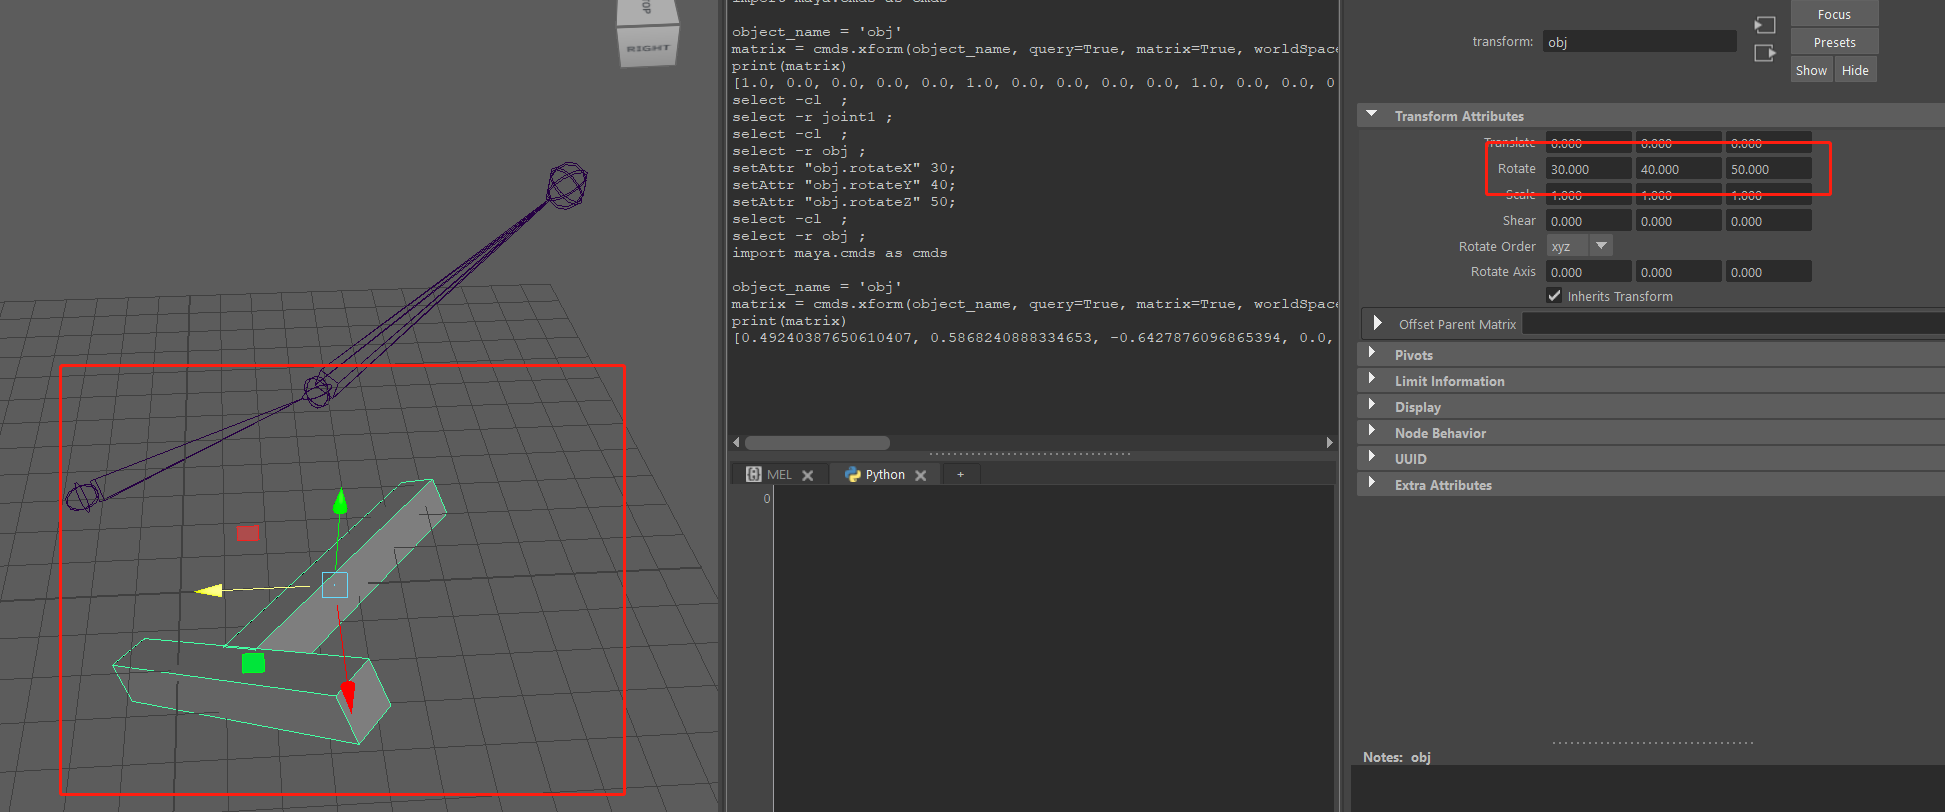 TOP
RIGHT
import maya.cmds as cmds
object_name = 'obj'
matrix = cmds.xform(object_name, query=True, matrix=True, worldSpace
print(matrix)
[1.0, 0.0, 0.0, 0.0, 0.0, 1.0, 0.0, 0.0, 0.0, 0.0, 1.0, 0.0, 0.0, 0
select -cl  ;
select -r joint1 ;
select -cl  ;
select -r obj ;
setAttr "obj.rotateX" 30;
setAttr "obj.rotateY" 40;
setAttr "obj.rotateZ" 50;
select -cl  ;
select -r obj ;
import maya.cmds as cmds
object_name = 'obj'
matrix = cmds.xform(object_name, query=True, matrix=True, worldSpace
print(matrix)
[0.49240387650610407, 0.5868240888334653, -0.6427876096865394, 0.0,
MEL
Python
+
0
transform: obj
Focus
Presets
Show Hide
Transform Attributes
Translate 0.000 0.000 0.000
Rotate 30.000 40.000 50.000
Scale 1.000 1.000 1.000
Shear 0.000 0.000 0.000
Rotate Order xyz
Rotate Axis 0.000 0.000 0.000
Inherits Transform
Offset Parent Matrix
Pivots
Limit Information
Display
Node Behavior
UUID
Extra Attributes
Notes: obj